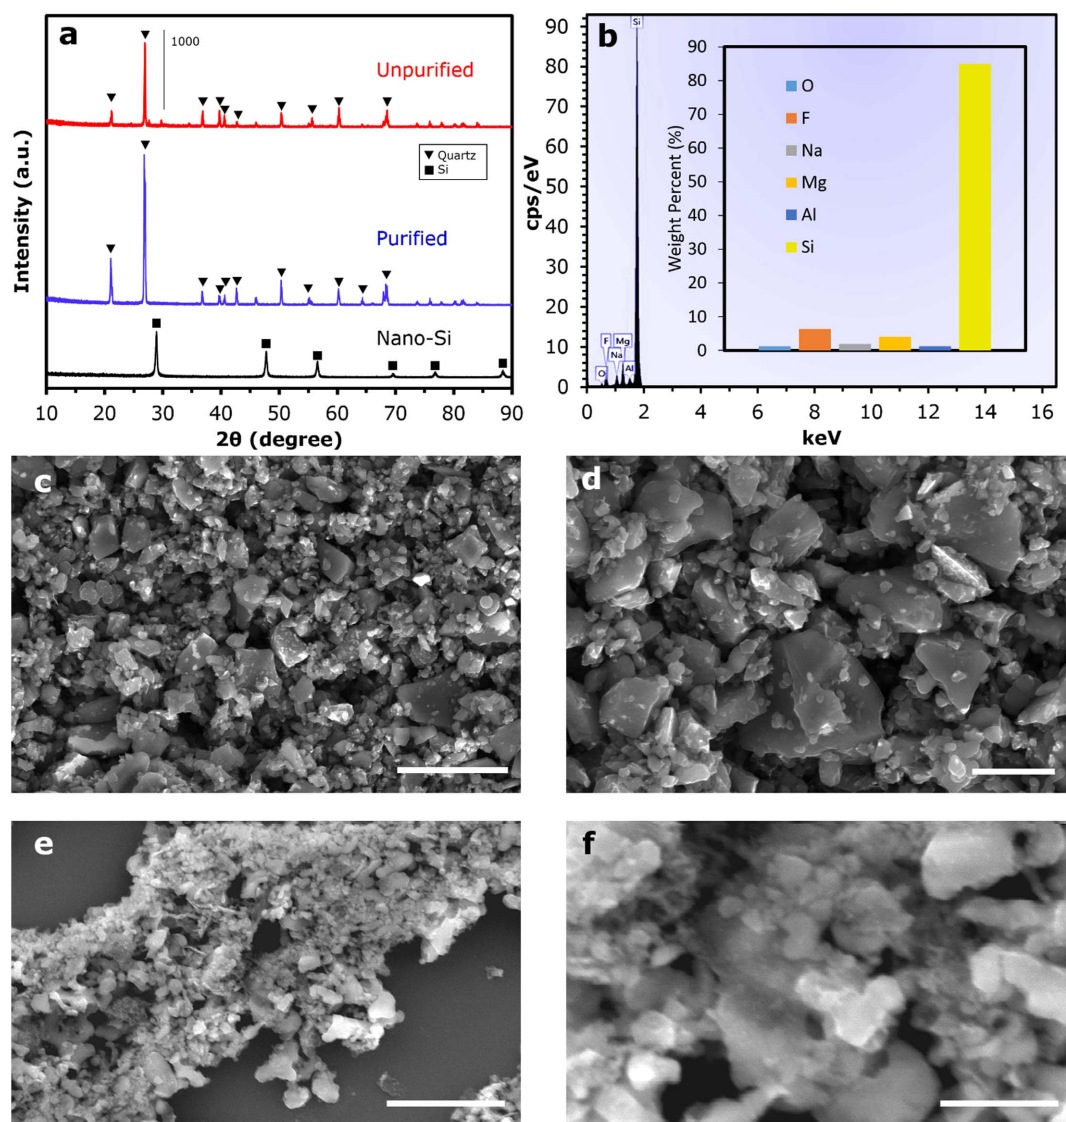 a
1000
Unpurified
▼ Quartz
■ Si
Purified
Nano-Si
Intensity (a.u.)
10 20 30 40 50 60 70 80 90
2θ (degree)
b
Si
90
80
70
60
50
40
30
20
10
0
cps/eV
F
Mg
Na
Al
O
0 2 4 6 8 10 12 14 16
keV
90
80
70
60
50
40
30
20
10
0
Weight Percent (%)
O
F
Na
Mg
Al
Si
c
d
e
f